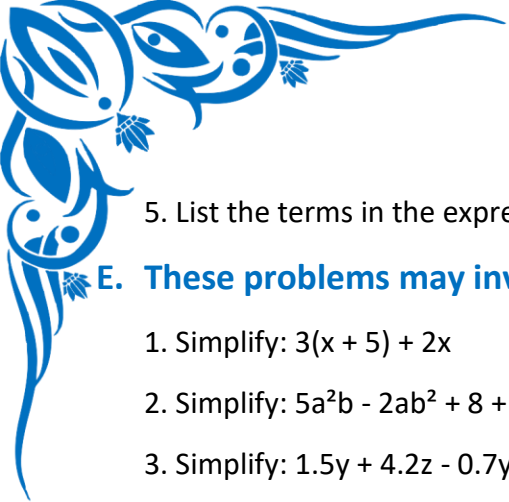 5. List the terms in the expre
E. These problems may inv
1. Simplify: 3(x + 5) + 2x
2. Simplify: 5a²b - 2ab² + 8 +
3. Simplify: 1.5y + 4.2z - 0.7y